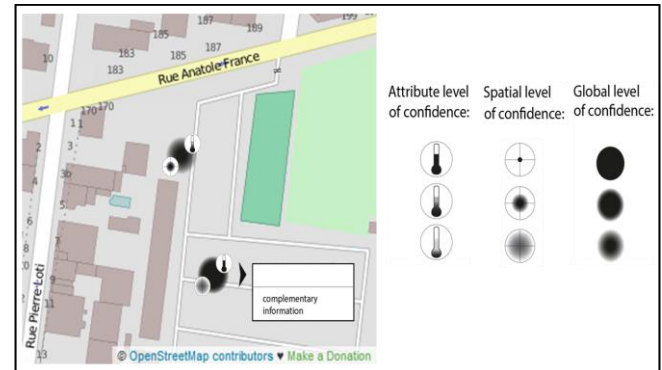 187
199
185
187
189
10
183
185
183
Rue Anatole France
170 170
11
2
3
3b
4
5
6
7
8
9
10
11
Rue Pierre-Loti
13
complementary
information
© OpenStreetMap contributors ♥ Make a Donation
Attribute level
of confidence:
Spatial level
of confidence:
Global level
of confidence: